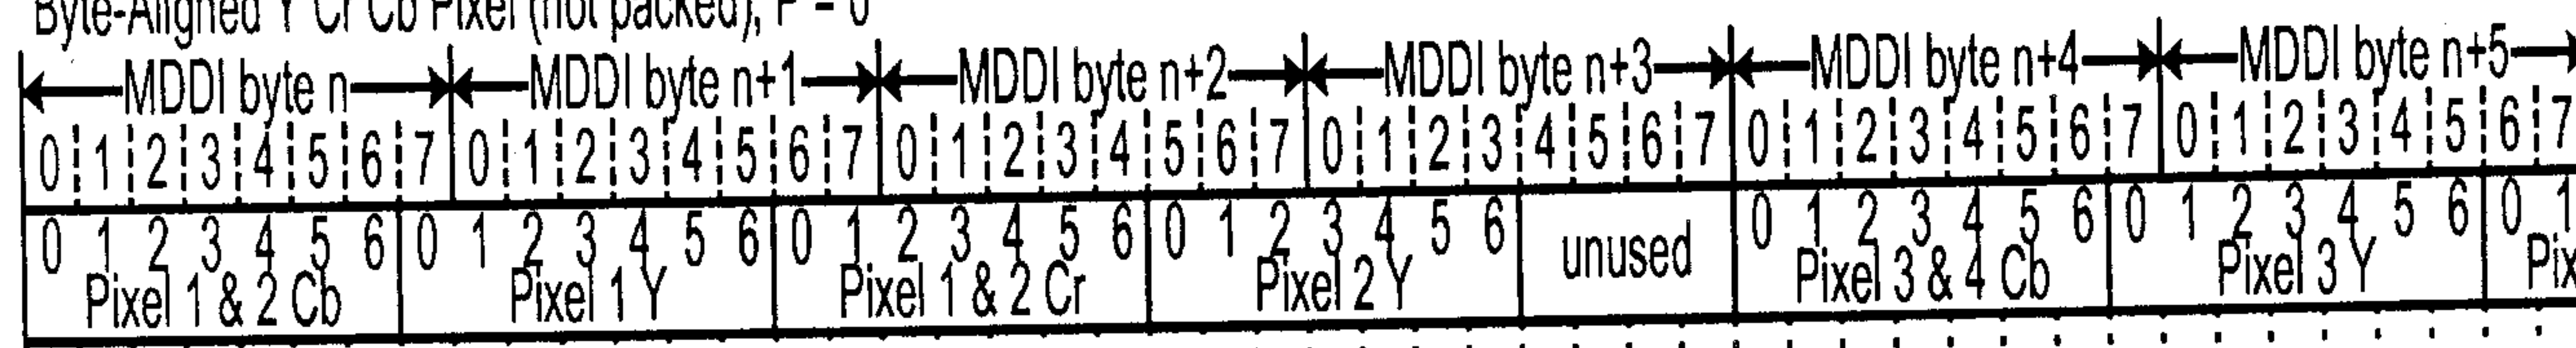 Byte-Aligned Y Cr Cb Pixel (not packed), P = 0
MDDI byte n MDDI byte n+1 MDDI byte n+2 MDDI byte n+3 MDDI byte n+4 MDDI byte n+5
0 1 2 3 4 5 6 7 0 1 2 3 4 5 6 7 0 1 2 3 4 5 6 7 0 1 2 3 4 5 6 7 0 1 2 3 4 5 6 7 0 1 2 3 4 5 6 7
0 1 2 3 4 5 6 0 1 2 3 4 5 6 0 1 2 3 4 5 6 0 1 2 3 4 5 6 unused 0 1 2 3 4 5 6 0 1 2 3 4 5 6 0 1
Pixel 1 & 2 Cb Pixel 1 Y Pixel 1 & 2 Cr Pixel 2 Y Pixel 3 & 4 Cb Pixel 3 Y Pix